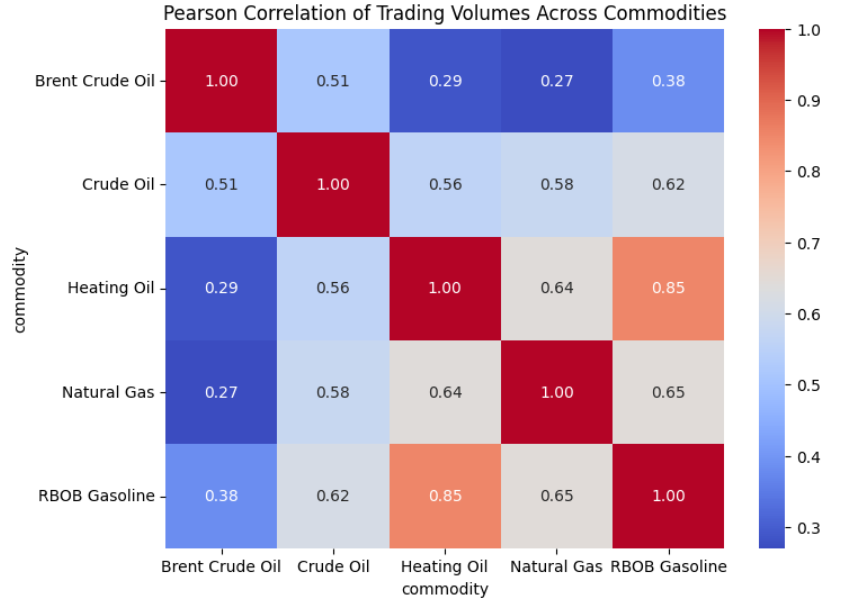 Pearson Correlation of Trading Volumes Across Commodities
Brent Crude Oil 1.00 0.51 0.29 0.27 0.38
Crude Oil 0.51 1.00 0.56 0.58 0.62
Heating Oil 0.29 0.56 1.00 0.64 0.85
Natural Gas 0.27 0.58 0.64 1.00 0.65
RBOB Gasoline 0.38 0.62 0.85 0.65 1.00
Brent Crude Oil Crude Oil Heating Oil Natural Gas RBOB Gasoline
commodity
commodity
1.0
0.9
0.8
0.7
0.6
0.5
0.4
0.3